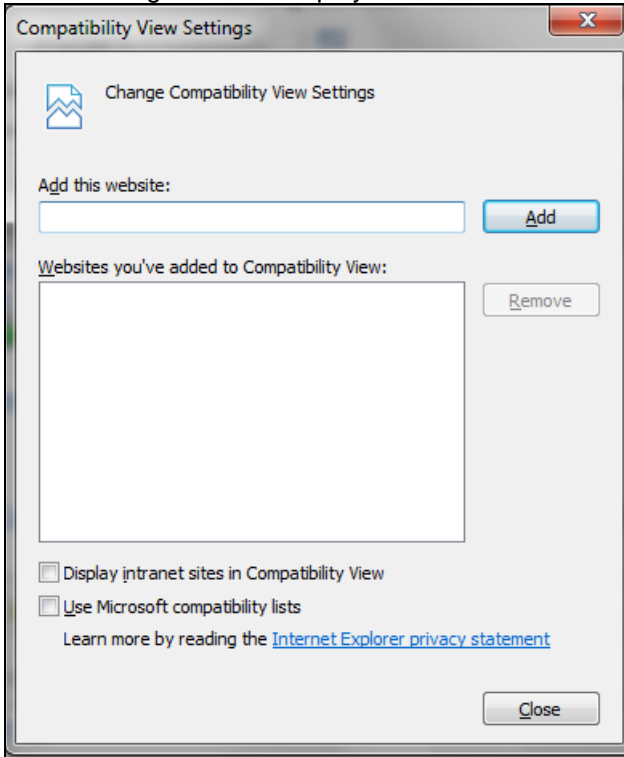 Compatibility View Settings
Change Compatibility View Settings
Add this website:
Add
Websites you've added to Compatibility View:
Remove
Display intranet sites in Compatibility View
Use Microsoft compatibility lists
Learn more by reading the Internet Explorer privacy statement
Close